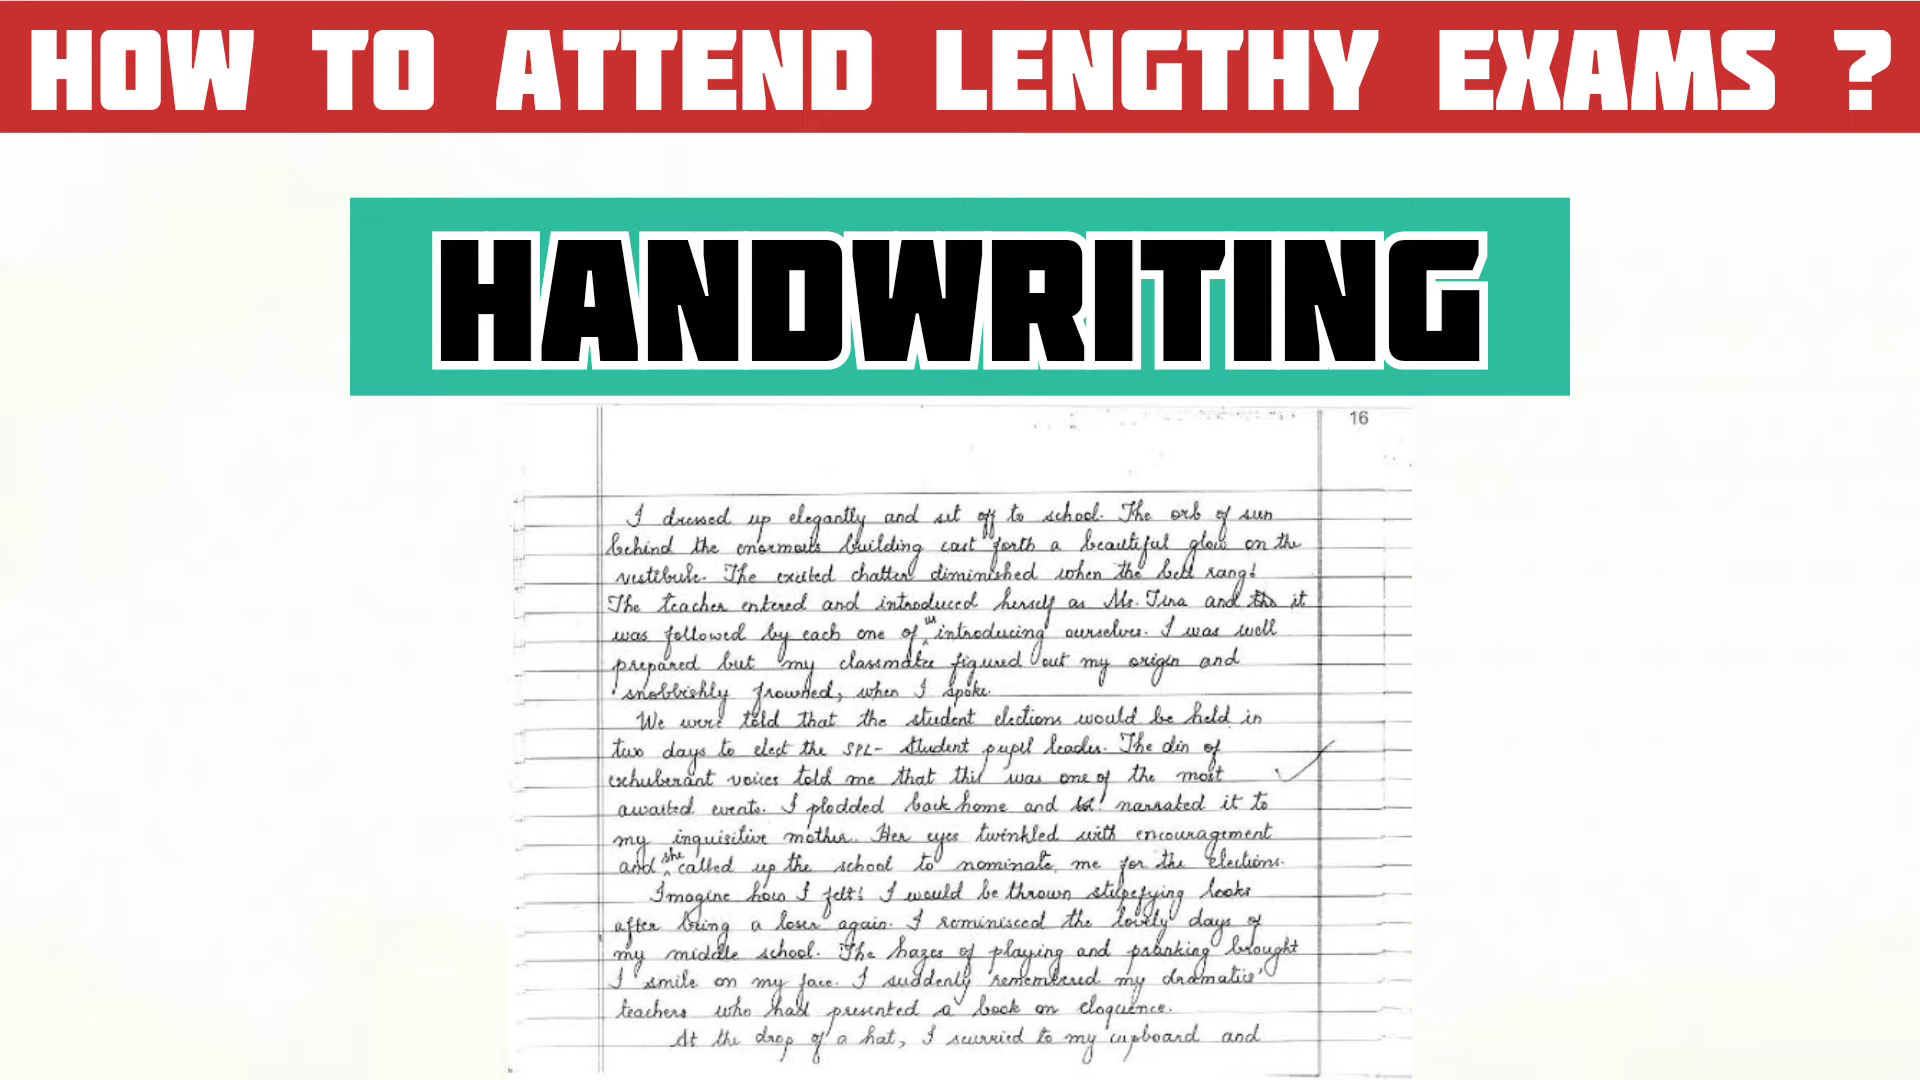 HOW TO ATTEND LENGTHY EXAMS ?
HANDWRITING
16
I dressed up elegantly and set off to school. The orb of sun
behind the enormous building cast forth a beautiful glow on the
vestibule. The excited chatter diminished when the bell rang!
The teacher entered and introduced herself as Ms. Tina and tho it
was followed by each one of us introducing ourselves. I was well
prepared but my classmates figured out my origin and
snobbishly frowned, when I spoke.
We were told that the student elections would be held in
two days to elect the SPL- Student pupil leader. The din of
exhuberant voices told me that this was one of the most
awaited events. I plodded back home and narrated it to
my inquisitive mother. Her eyes twinkled with encouragement
and she called up the school to nominate me for the elections.
Imagine how I felt! I would be thrown stupefying looks
after being a loser again. I reminisced the lovely days of
my middle school. The hazes of playing and pranking brought
I smile on my face. I suddenly remembered my dramatics'
teachers who had presented a book on eloquence.
At the drop of a hat, I scurried to my cupboard and